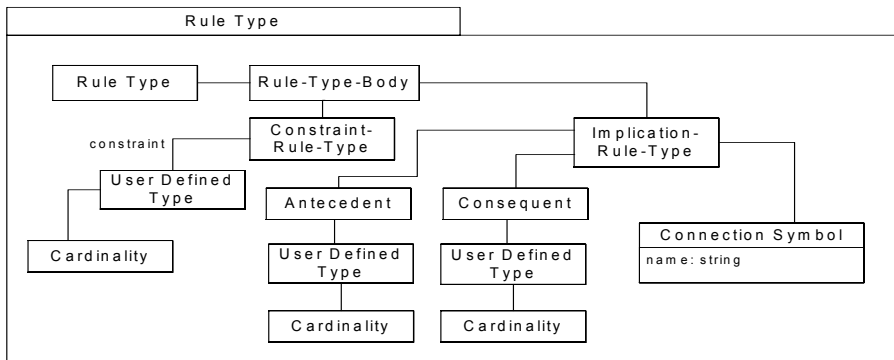 Rule Type
Rule Type
Rule-Type-Body
Constraint-
Rule-Type
Implication-
Rule-Type
constraint
User Defined
Type
Antecedent
Consequent
Connection Symbol
name: string
Cardinality
User Defined
Type
User Defined
Type
Cardinality
Cardinality